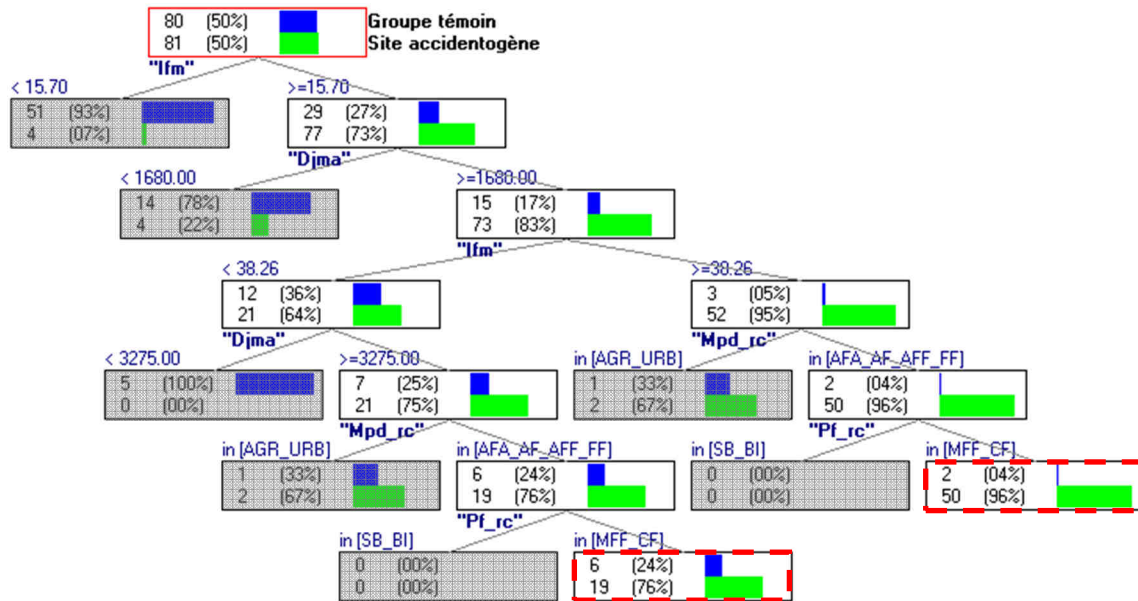 80 (50%) Groupe témoin
81 (50%) Site accidentogène
"Ifm"
< 15.70 >=15.70
51 (93%) 29 (27%)
4 (07%) 77 (73%)
"Djma"
< 1680.00 >=1680.00
14 (78%) 15 (17%)
4 (22%) 73 (83%)
"Ifm"
< 38.26 >=38.26
12 (36%) 3 (05%)
21 (64%) 52 (95%)
"Djma" "Mpd_rc"
< 3275.00 >=3275.00 in [AGR_URB] in [AFA_AF_AFF_FF]
5 (100%) 7 (25%) 1 (33%) 2 (04%)
0 (00%) 21 (75%) 2 (67%) 50 (96%)
"Mpd_rc" "Pf_rc"
in [AGR_URB] in [AFA_AF_AFF_FF] in [SB_BI] in [MFF_CF]
1 (33%) 6 (24%) 0 (00%) 2 (04%)
2 (67%) 19 (76%) 0 (00%) 50 (96%)
"Pf_rc"
in [SB_BI] in [MFF_CF]
0 (00%) 6 (24%)
0 (00%) 19 (76%)